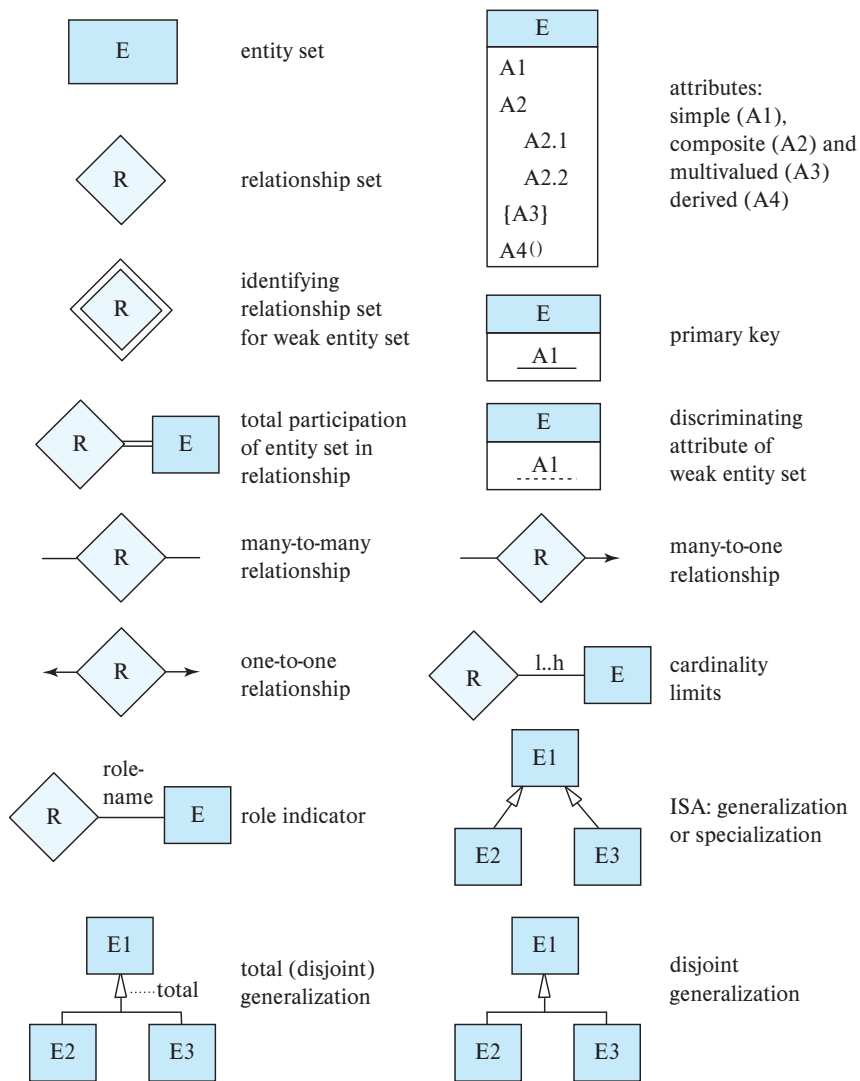 E
entity set
R
relationship set
R
identifying
relationship set
for weak entity set
R
E
total participation
of entity set in
relationship
R
many-to-many
relationship
R
one-to-one
relationship
R
role-
name
E
role indicator
E1
total
E2
E3
total (disjoint)
generalization
E
A1
A2
A2.1
A2.2
{A3}
A4()
attributes:
simple (A1),
composite (A2) and
multivalued (A3)
derived (A4)
E
A1
primary key
E
A1
discriminating
attribute of
weak entity set
R
many-to-one
relationship
R
l..h
E
cardinality
limits
E1
E2
E3
ISA: generalization
or specialization
E1
E2
E3
disjoint
generalization